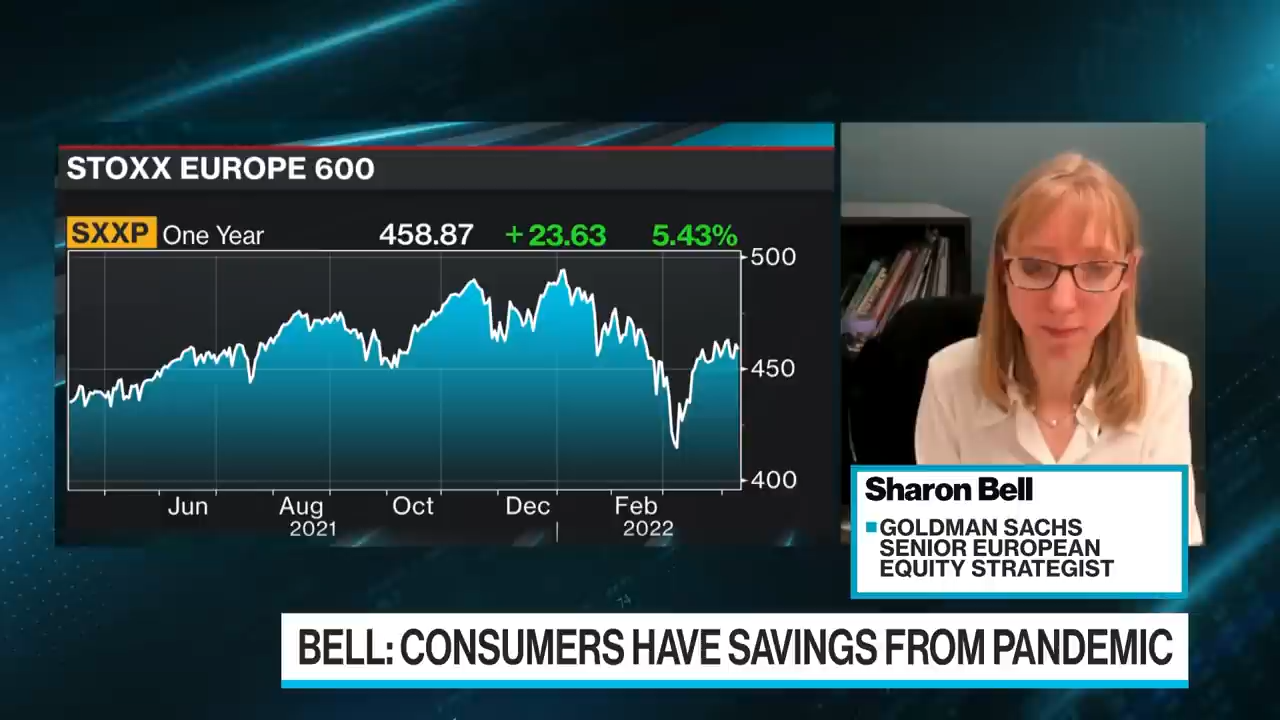 STOXX EUROPE 600
SXXP One Year 458.87 +23.63 5.43%
500
450
400
Jun Aug Oct Dec Feb
2021 2022
Sharon Bell
GOLDMAN SACHS
SENIOR EUROPEAN
EQUITY STRATEGIST
BELL: CONSUMERS HAVE SAVINGS FROM PANDEMIC